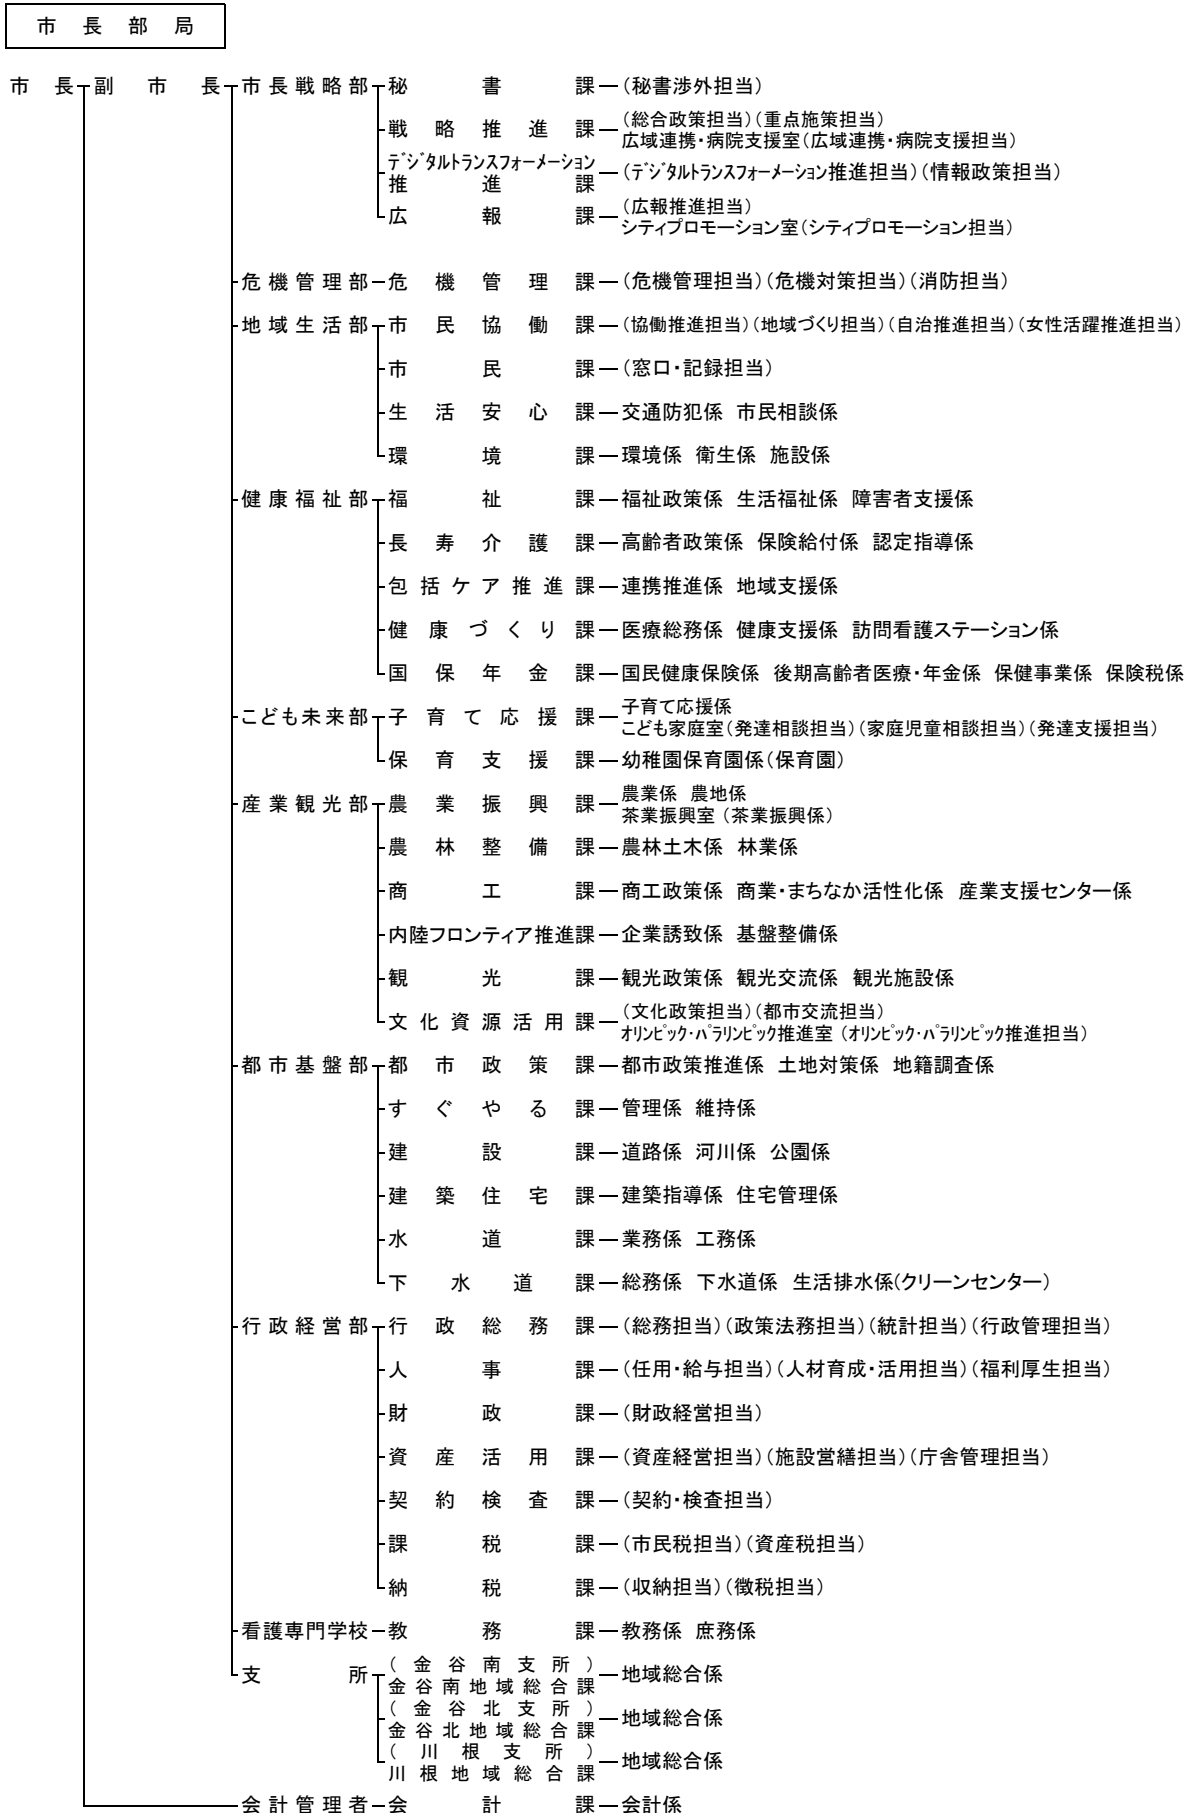 市長部局
市長 副市長 市長戦略部 秘書課 (秘書渉外担当)
戦略推進課 (総合政策担当)(重点施策担当)
広域連携・病院支援室(広域連携・病院支援担当)
デジタルトランスフォーメーション
推進課 (デジタルトランスフォーメーション推進担当)(情報政策担当)
広報課 (広報推進担当)
シティプロモーション室(シティプロモーション担当)
危機管理部 危機管理課 (危機管理担当)(危機対策担当)(消防担当)
地域生活部 市民協働課 (協働推進担当)(地域づくり担当)(自治推進担当)(女性活躍推進担当)
市民課 (窓口・記録担当)
生活安心課 交通防犯係 市民相談係
環境課 環境係 衛生係 施設係
健康福祉部 福祉課 福祉政策係 生活福祉係 障害者支援係
長寿介護課 高齢者政策係 保険給付係 認定指導係
包括ケア推進課 連携推進係 地域支援係
健康づくり課 医療総務係 健康支援係 訪問看護ステーション係
国保年金課 国民健康保険係 後期高齢者医療・年金係 保健事業係 保険税係
こども未来部 子育て応援課 子育て応援係
こども家庭室(発達相談担当)(家庭児童相談担当)(発達支援担当)
保育支援課 幼稚園保育園係(保育園)
産業観光部 農業振興課 農業係 農地係
茶業振興室(茶業振興係)
農林整備課 農林土木係 林業係
商工課 商工政策係 商業・まちなか活性化係 産業支援センター係
内陸フロンティア推進課 企業誘致係 基盤整備係
観光課 観光政策係 観光交流係 観光施設係
文化資源活用課 (文化政策担当)(都市交流担当)
オリンピック・パラリンピック推進室(オリンピック・パラリンピック推進担当)
都市基盤部 都市政策課 都市政策推進係 土地対策係 地籍調査係
すぐやる課 管理係 維持係
建設課 道路係 河川係 公園係
建築住宅課 建築指導係 住宅管理係
水道課 業務係 工務係
下水道課 総務係 下水道係 生活排水係(クリーンセンター)
行政経営部 行政総務課 (総務担当)(政策法務担当)(統計担当)(行政管理担当)
人事課 (任用・給与担当)(人材育成・活用担当)(福利厚生担当)
財政課 (財政経営担当)
資産活用課 (資産経営担当)(施設営繕担当)(庁舎管理担当)
契約検査課 (契約・検査担当)
課税課 (市民税担当)(資産税担当)
納税課 (収納担当)(徴税担当)
看護専門学校 教務課 教務係 庶務係
支所 (金谷南支所)
金谷南地域総合課 地域総合係
(金谷北支所)
金谷北地域総合課 地域総合係
(川根支所)
川根地域総合課 地域総合係
会計管理者 会計課 会計係